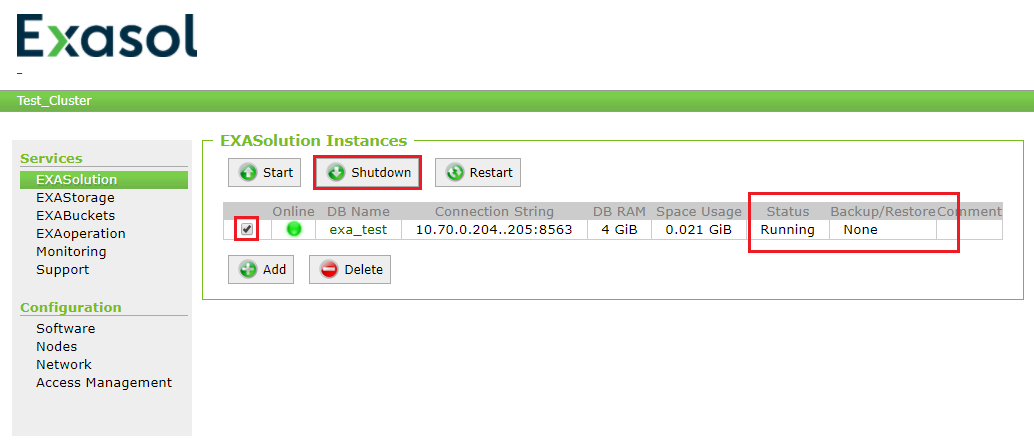 Exasol
Test_Cluster
Services
EXASolution
EXAStorage
EXABuckets
EXAoperation
Monitoring
Support
Configuration
Software
Nodes
Network
Access Management
EXASolution Instances
Start Shutdown Restart
Online DB Name Connection String DB RAM Space Usage Status Backup/Restore Comment
exa_test 10.70.0.204..205:8563 4 GiB 0.021 GiB Running None
Add Delete